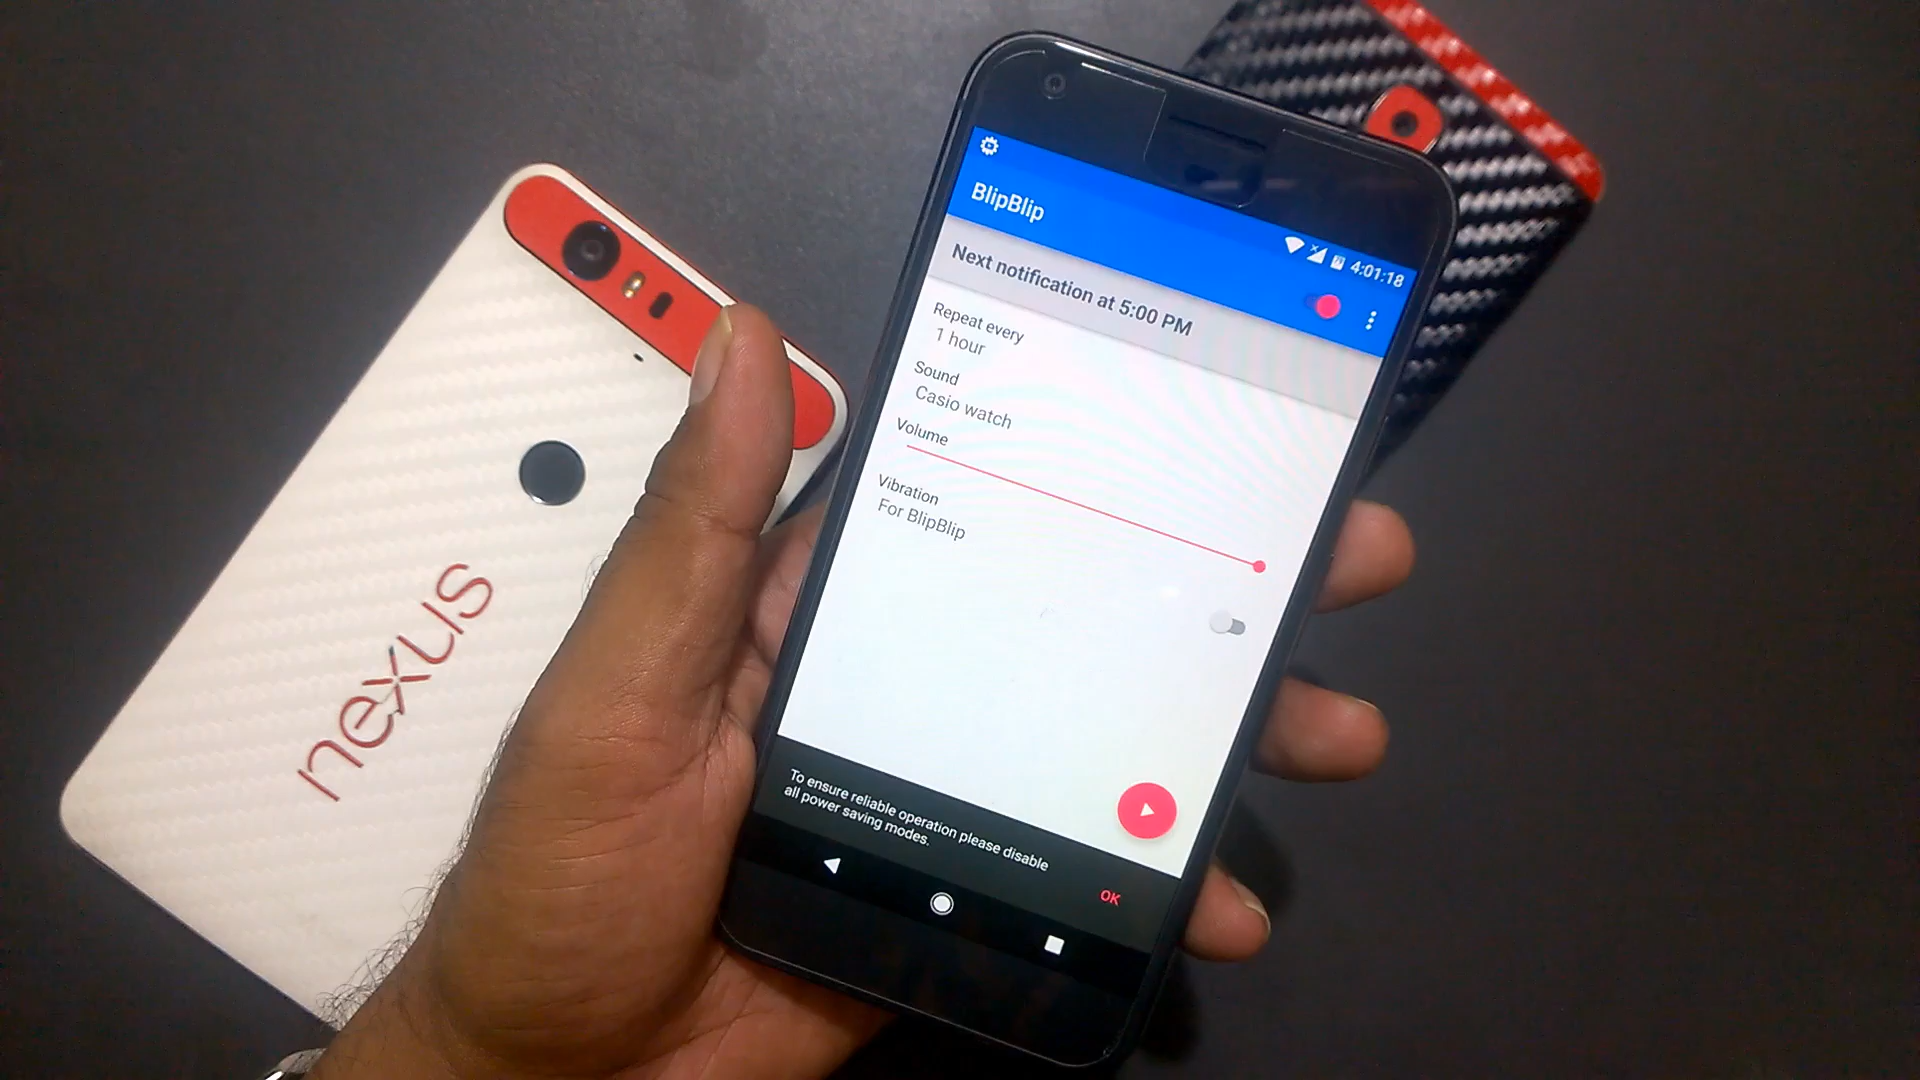 BlipBlip
4:01:18
Next notification at 5:00 PM
Repeat every
1 hour
Sound
Casio watch
Volume
Vibration
For BlipBlip
To ensure reliable operation please disable
all power saving modes.
OK
nexus